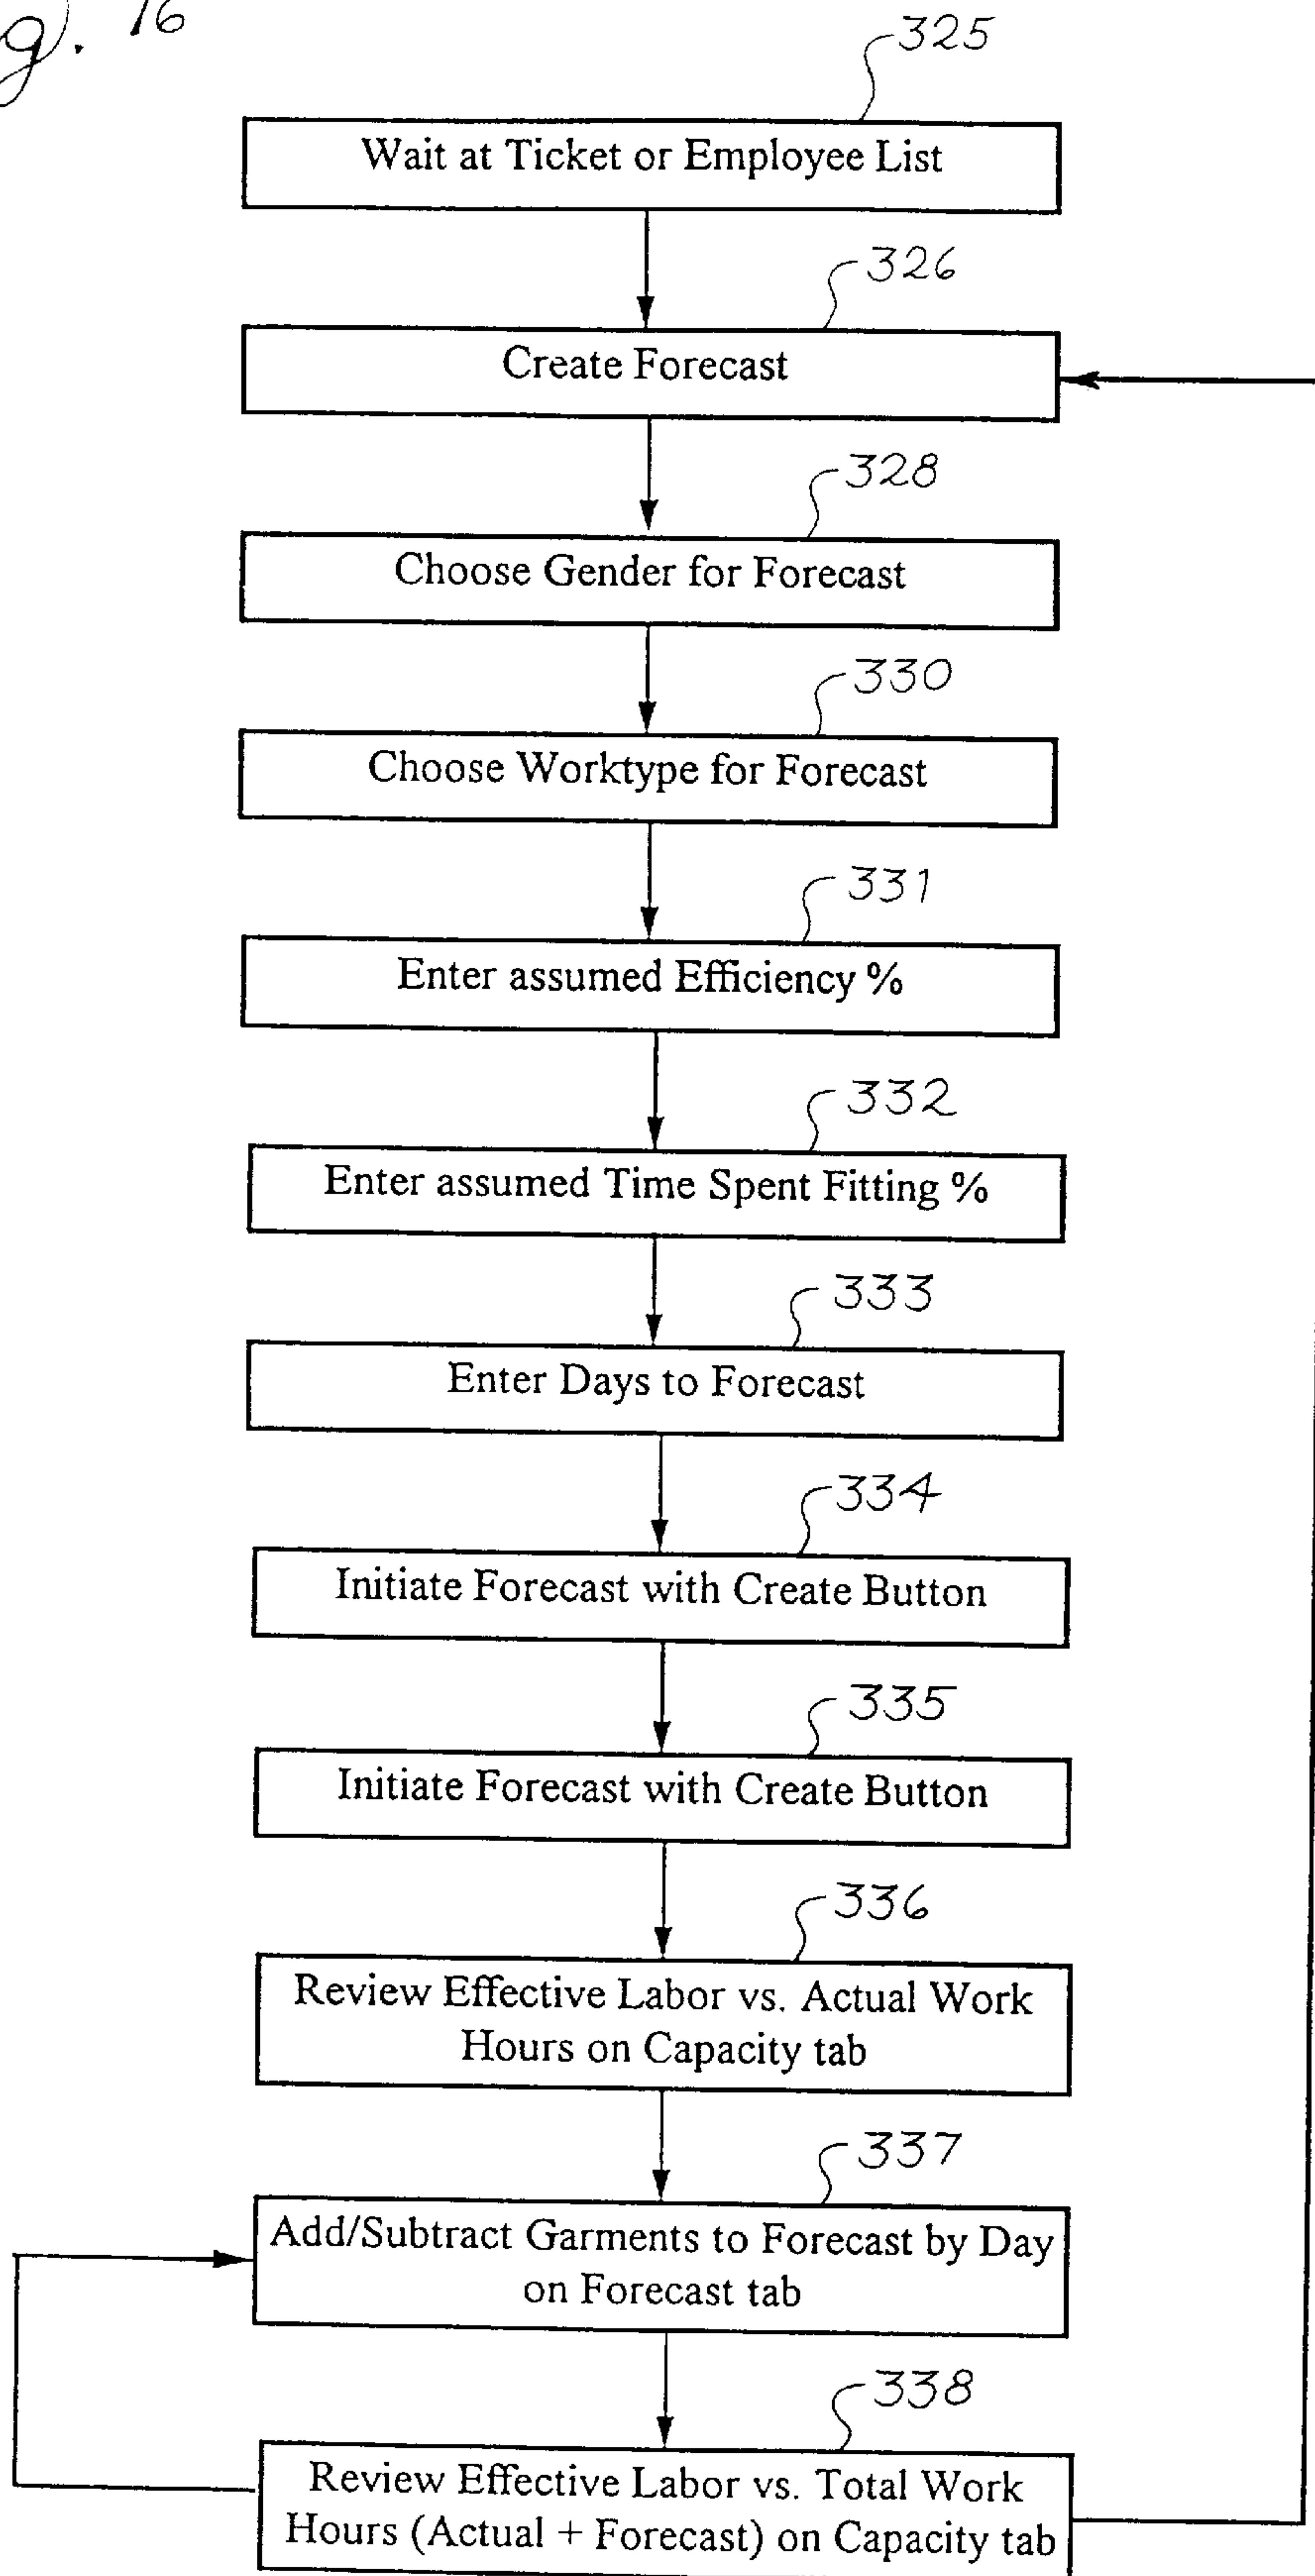 g. 16
325
Wait at Ticket or Employee List
326
Create Forecast
328
Choose Gender for Forecast
330
Choose Worktype for Forecast
331
Enter assumed Efficiency %
332
Enter assumed Time Spent Fitting %
333
Enter Days to Forecast
334
Initiate Forecast with Create Button
335
Initiate Forecast with Create Button
336
Review Effective Labor vs. Actual Work
Hours on Capacity tab
337
Add/Subtract Garments to Forecast by Day
on Forecast tab
338
Review Effective Labor vs. Total Work
Hours (Actual + Forecast) on Capacity tab